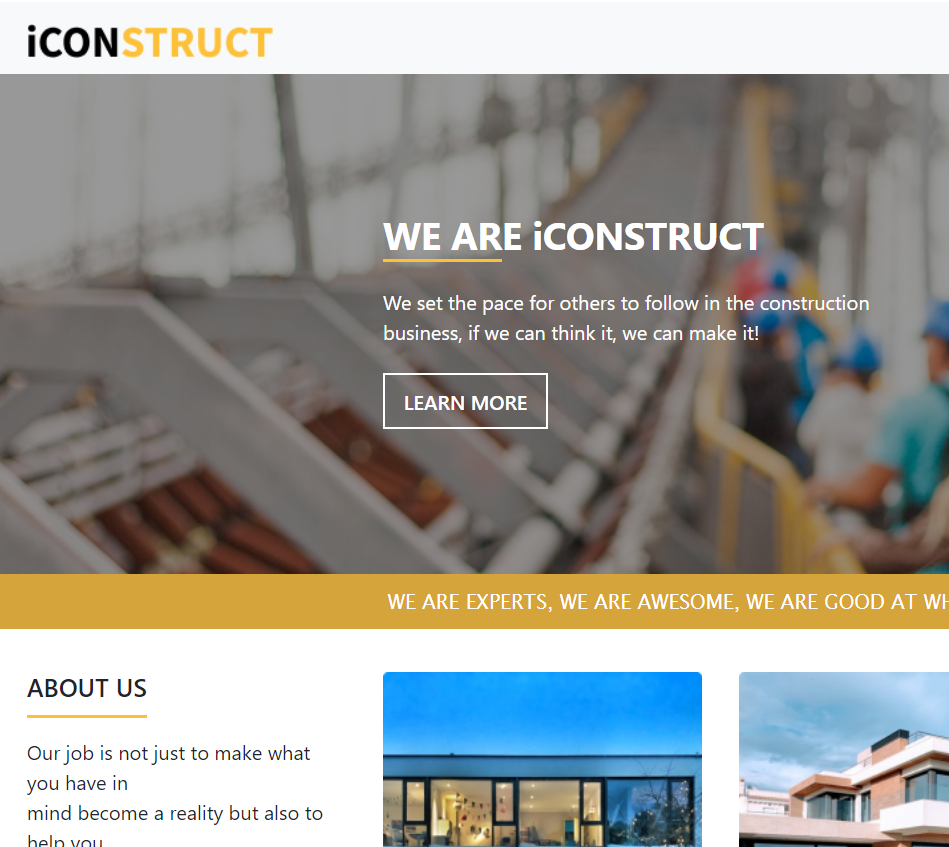 iCONSTRUCT
WE ARE iCONSTRUCT
We set the pace for others to follow in the construction
business, if we can think it, we can make it!
LEARN MORE
WE ARE EXPERTS, WE ARE AWESOME, WE ARE GOOD AT
ABOUT US
Our job is not just to make what
you have in
mind become a reality but also to
help you